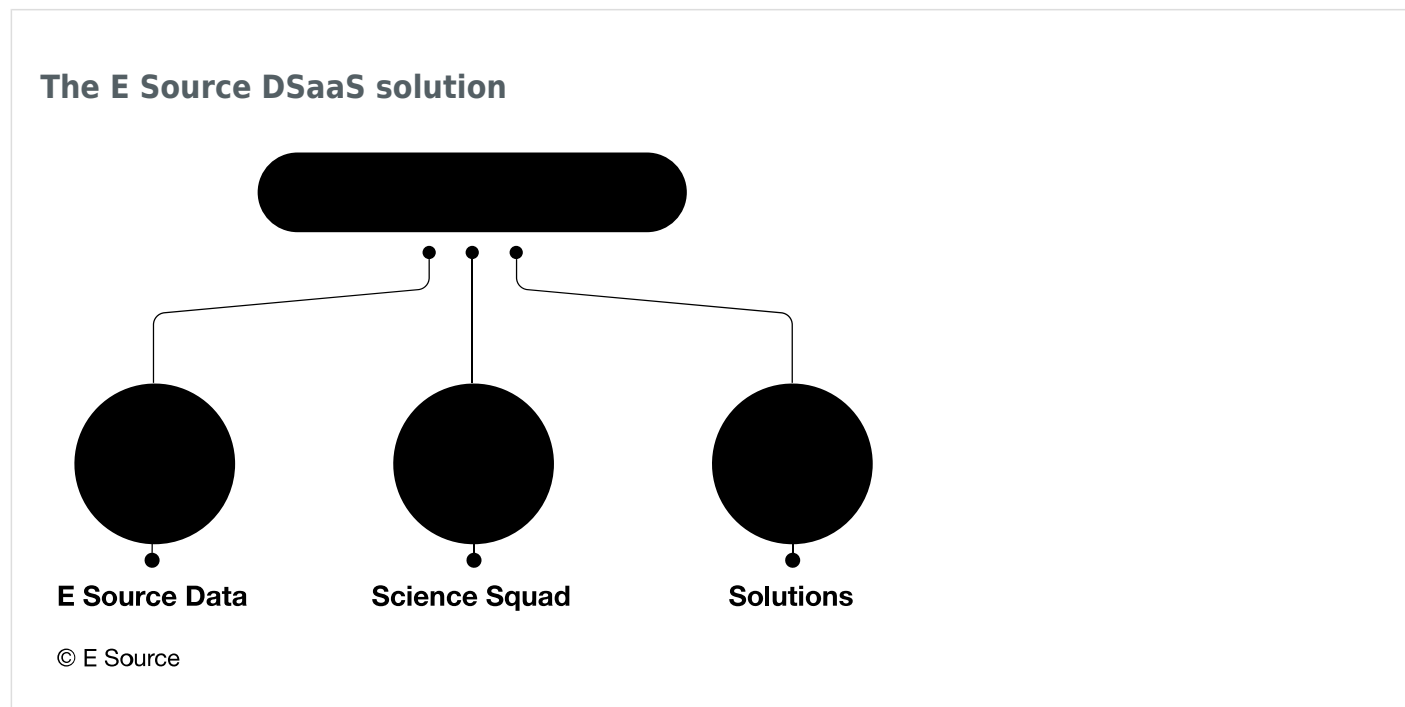 The E Source DSaaS solution
E Source Data
Science Squad
Solutions
© E Source